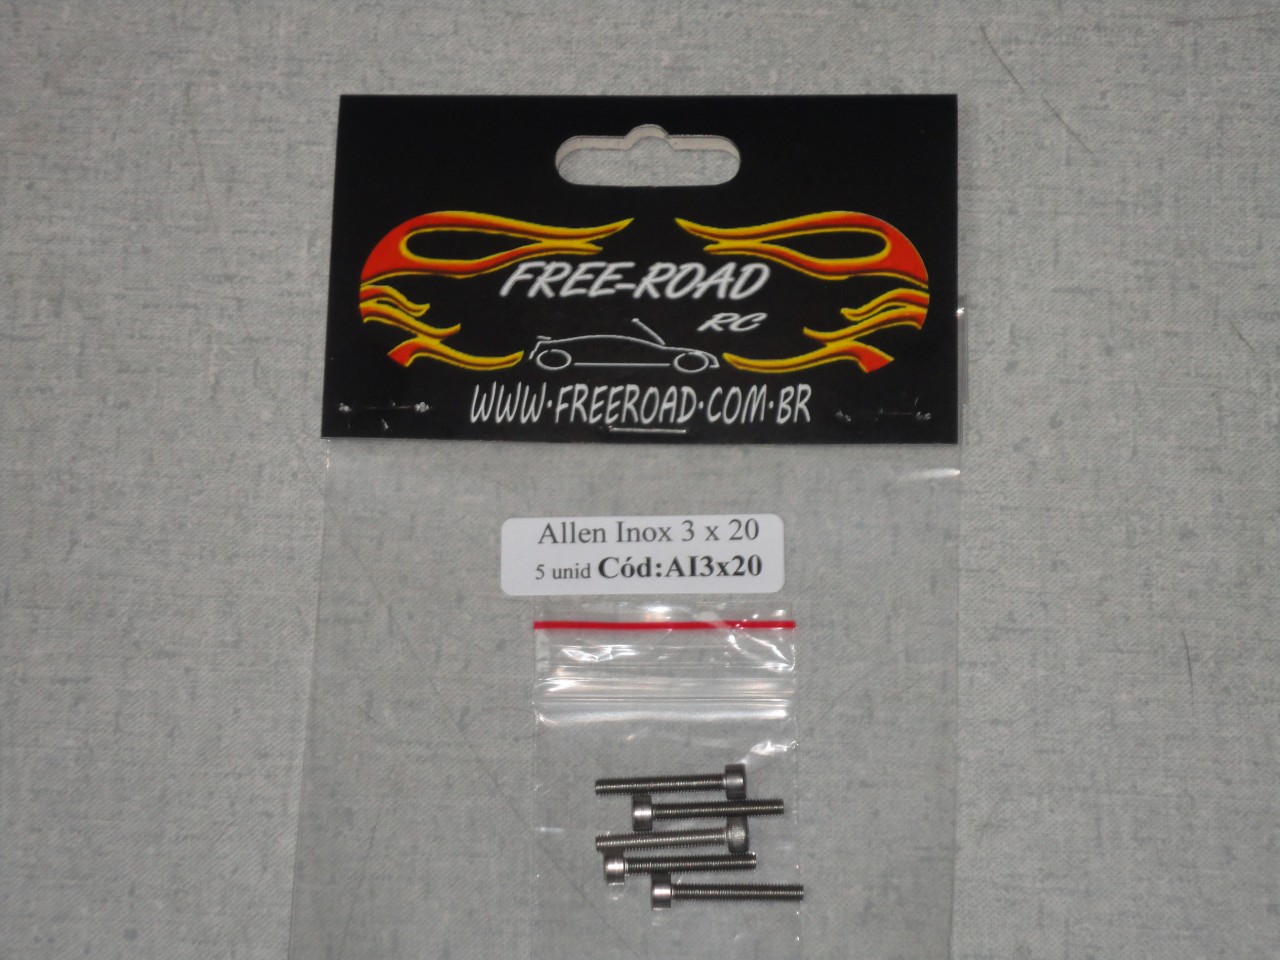 FREE-ROAD
RC
WWW.FREEROAD.COM.BR
Allen Inox 3 x 20
5 unid Cód:AI3x20